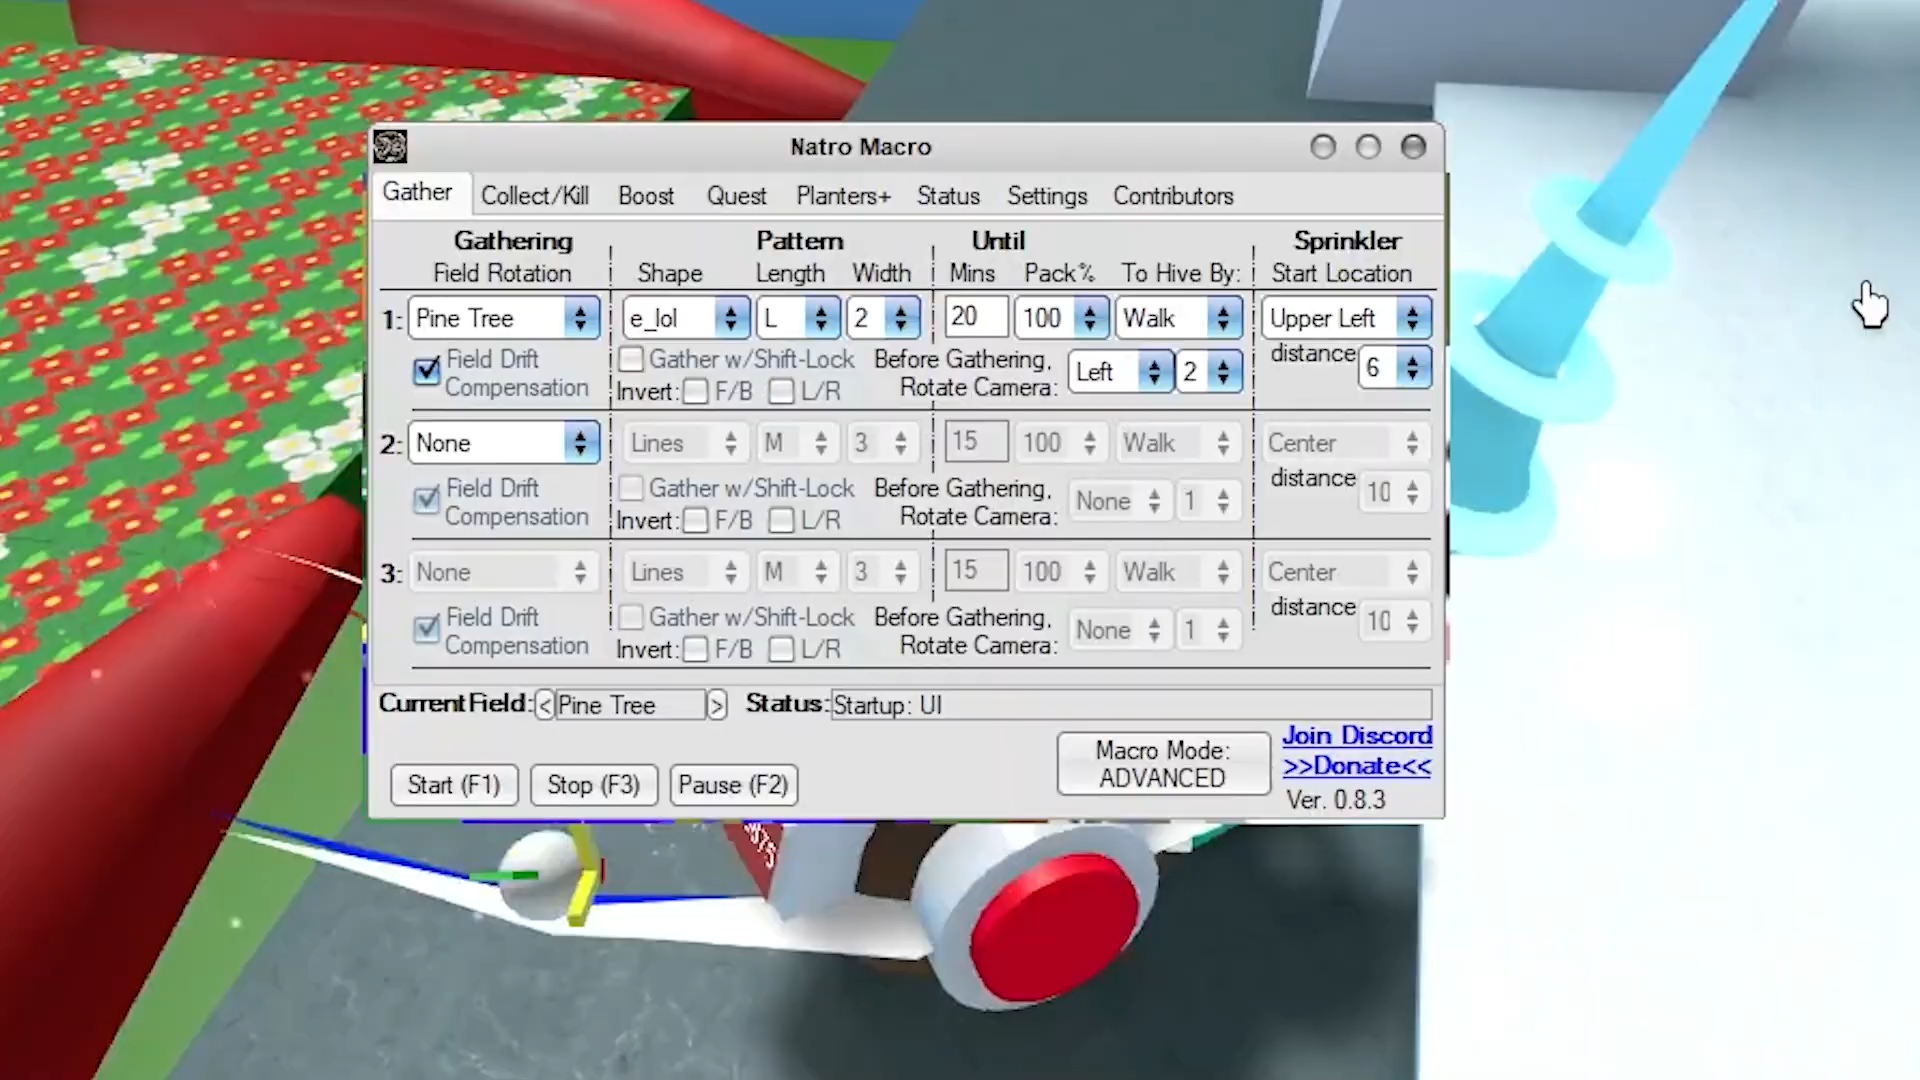 Natro Macro
Gather Collect/Kill Boost Quest Planters+ Status Settings Contributors
Gathering Pattern Until Sprinkler
Field Rotation Shape Length Width Mins Pack% To Hive By: Start Location
1: Pine Tree e_lol L 2 20 100 Walk Upper Left
Field Drift Compensation Gather w/Shift-Lock Before Gathering, distance 6
Invert: F/B L/R Rotate Camera: Left 2
2: None Lines M 3 15 100 Walk Center
Field Drift Compensation Gather w/Shift-Lock Before Gathering, distance 10
Invert: F/B L/R Rotate Camera: None 1
3: None Lines M 3 15 100 Walk Center
Field Drift Compensation Gather w/Shift-Lock Before Gathering, distance 10
Invert: F/B L/R Rotate Camera: None 1
Current Field: < Pine Tree > Status: Startup: UI
Join Discord
Macro Mode: ADVANCED >>Donate<<
Start (F1) Stop (F3) Pause (F2) Ver. 0.8.3